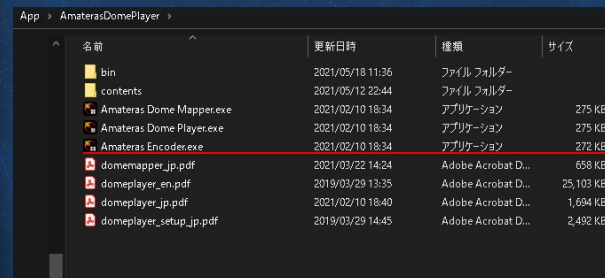 App > AmaterasDomePlayer >
名前 更新日時 種類 サイズ
bin 2021/05/18 11:36 ファイル フォルダー
contents 2021/05/12 22:44 ファイル フォルダー
Amateras Dome Mapper.exe 2021/02/10 18:34 アプリケーション 275 KB
Amateras Dome Player.exe 2021/02/10 18:34 アプリケーション 275 KB
Amateras Encoder.exe 2021/02/10 18:34 アプリケーション 272 KB
domemapper_jp.pdf 2021/03/22 14:24 Adobe Acrobat D... 658 KB
domeplayer_en.pdf 2019/03/29 13:35 Adobe Acrobat D... 25,103 KB
domeplayer_jp.pdf 2021/02/10 18:40 Adobe Acrobat D... 1,694 KB
domeplayer_setup_jp.pdf 2019/03/29 14:45 Adobe Acrobat D... 2,492 KB